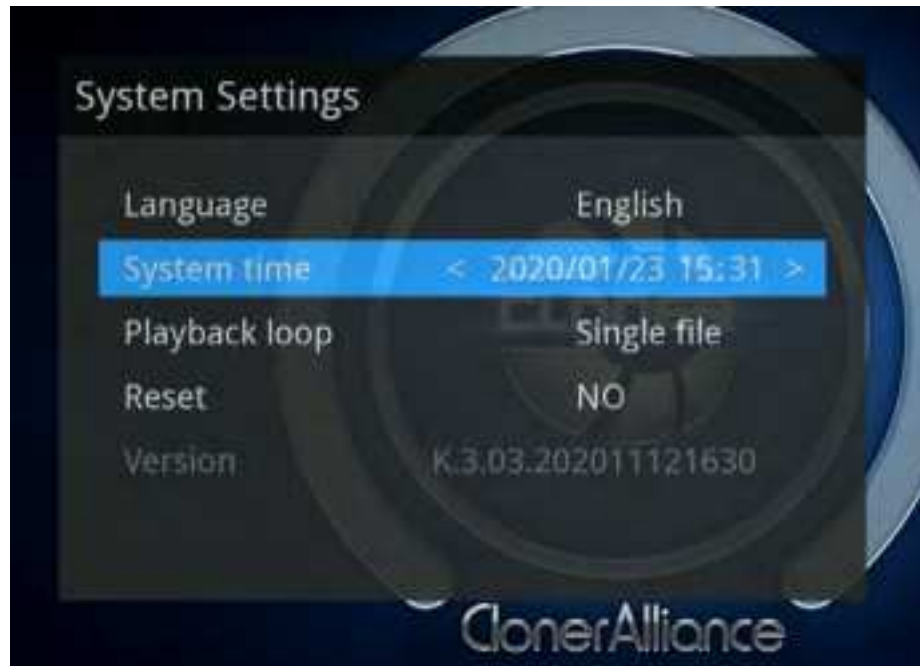 System Settings
Language English
System time < 2020/01/23 15:31 >
Playback loop Single file
Reset NO
Version K.3.03.202011121630
ClonerAlliance